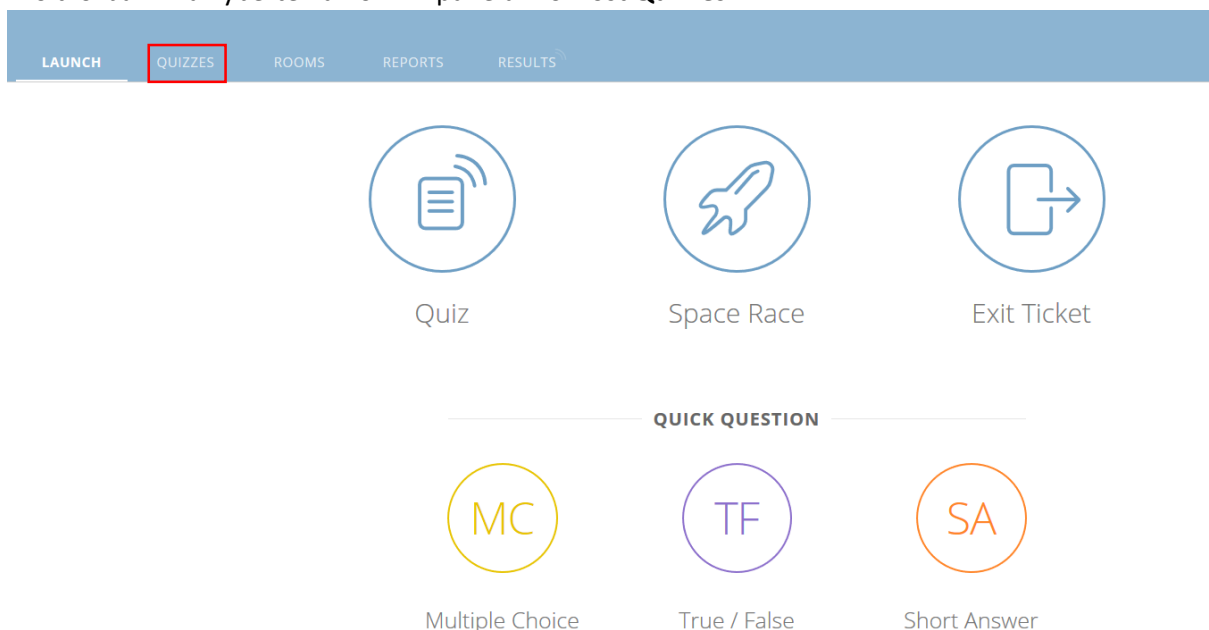 LAUNCH QUIZZES ROOMS REPORTS RESULTS
Quiz Space Race Exit Ticket
QUICK QUESTION
MC TF SA
Multiple Choice True / False Short Answer